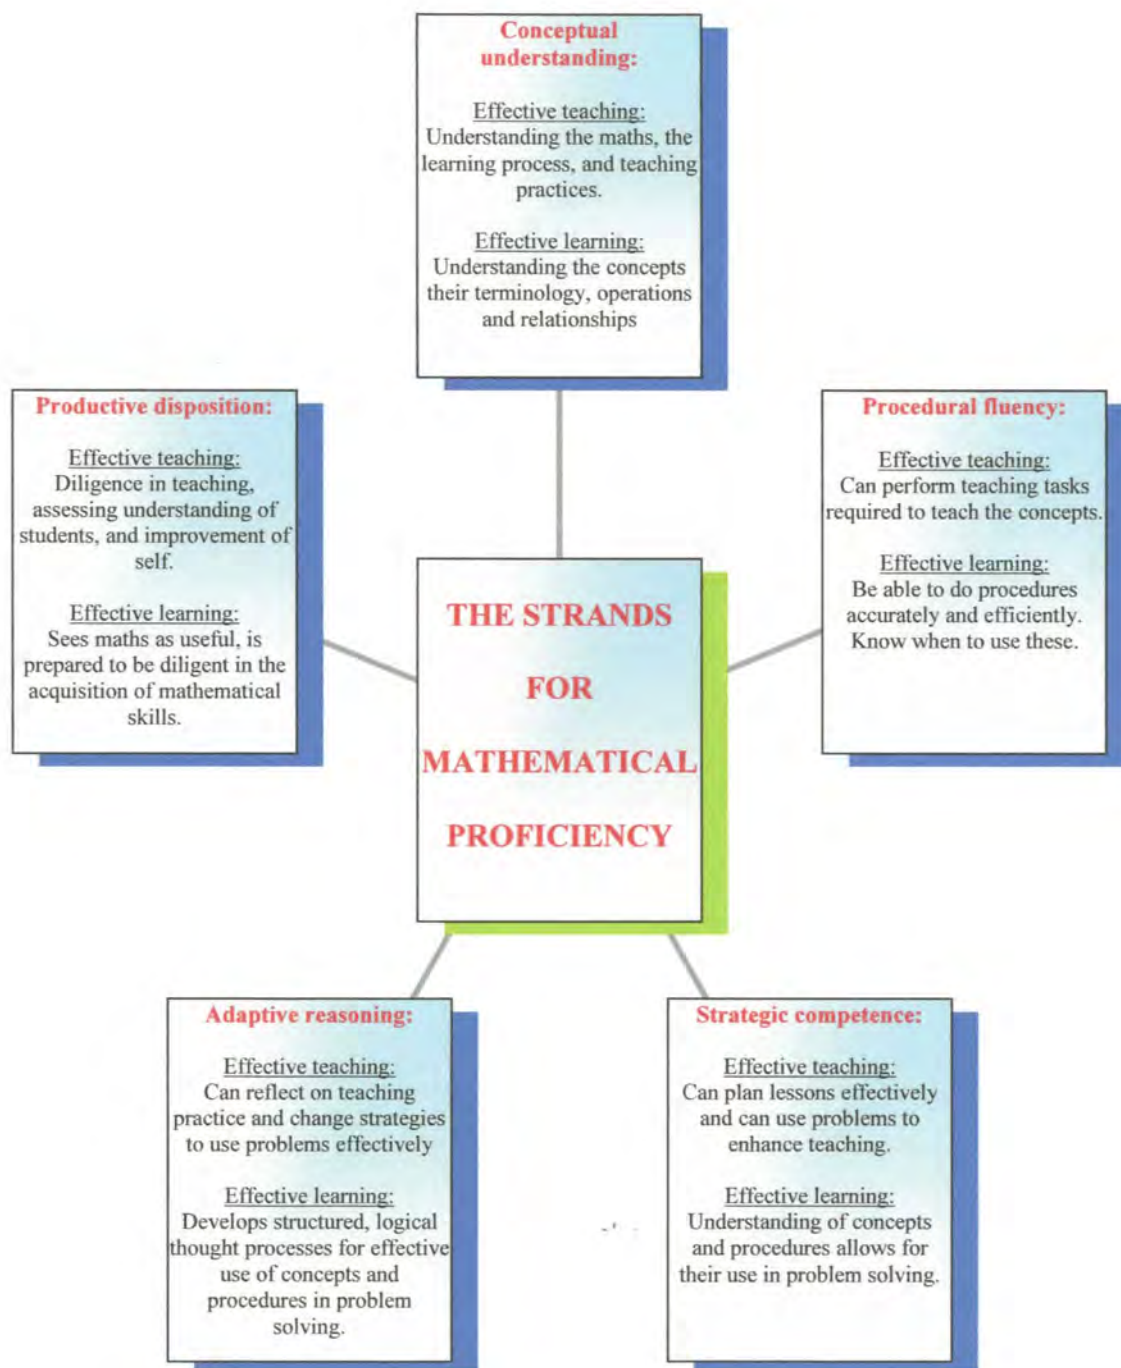 Conceptual
understanding:
Effective teaching:
Understanding the maths, the
learning process, and teaching
practices.
Effective learning:
Understanding the concepts
their terminology, operations
and relationships
Productive disposition:
Effective teaching:
Diligence in teaching,
assessing understanding of
students, and improvement of
self.
Effective learning:
Sees maths as useful, is
prepared to be diligent in the
acquisition of mathematical
skills.
THE STRANDS
FOR
MATHEMATICAL
PROFICIENCY
Procedural fluency:
Effective teaching:
Can perform teaching tasks
required to teach the concepts.
Effective learning:
Be able to do procedures
accurately and efficiently.
Know when to use these.
Adaptive reasoning:
Effective teaching:
Can reflect on teaching
practice and change strategies
to use problems effectively
Effective learning:
Develops structured, logical
thought processes for effective
use of concepts and
procedures in problem
solving.
Strategic competence:
Effective teaching:
Can plan lessons effectively
and can use problems to
enhance teaching.
Effective learning:
Understanding of concepts
and procedures allows for
their use in problem solving.